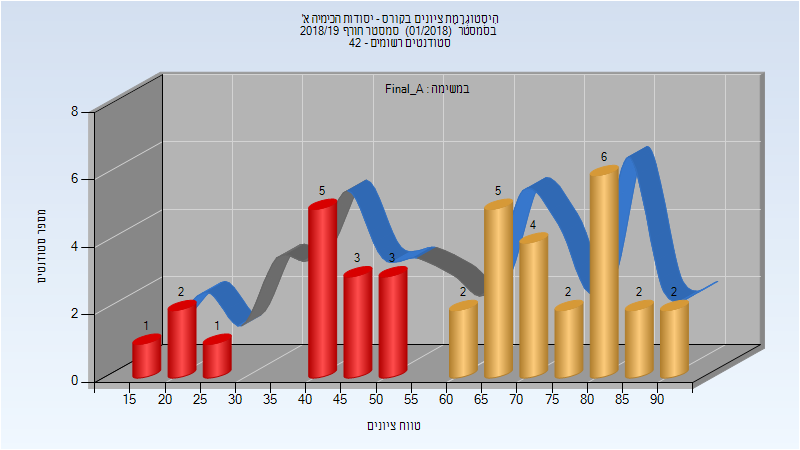 היסטוגרמת ציונים בקורס - יסודות הכימיה א'
בסמסטר (01/2018) סמסטר חורף 2018/19
סטודנטים רשומים - 42
במשימה : Final_A
מספר סטודנטים
8
6
4
2
0
1
2
1
5
3
3
2
5
4
2
6
2
2
15 20 25 30 35 40 45 50 55 60 65 70 75 80 85 90
טווח ציונים